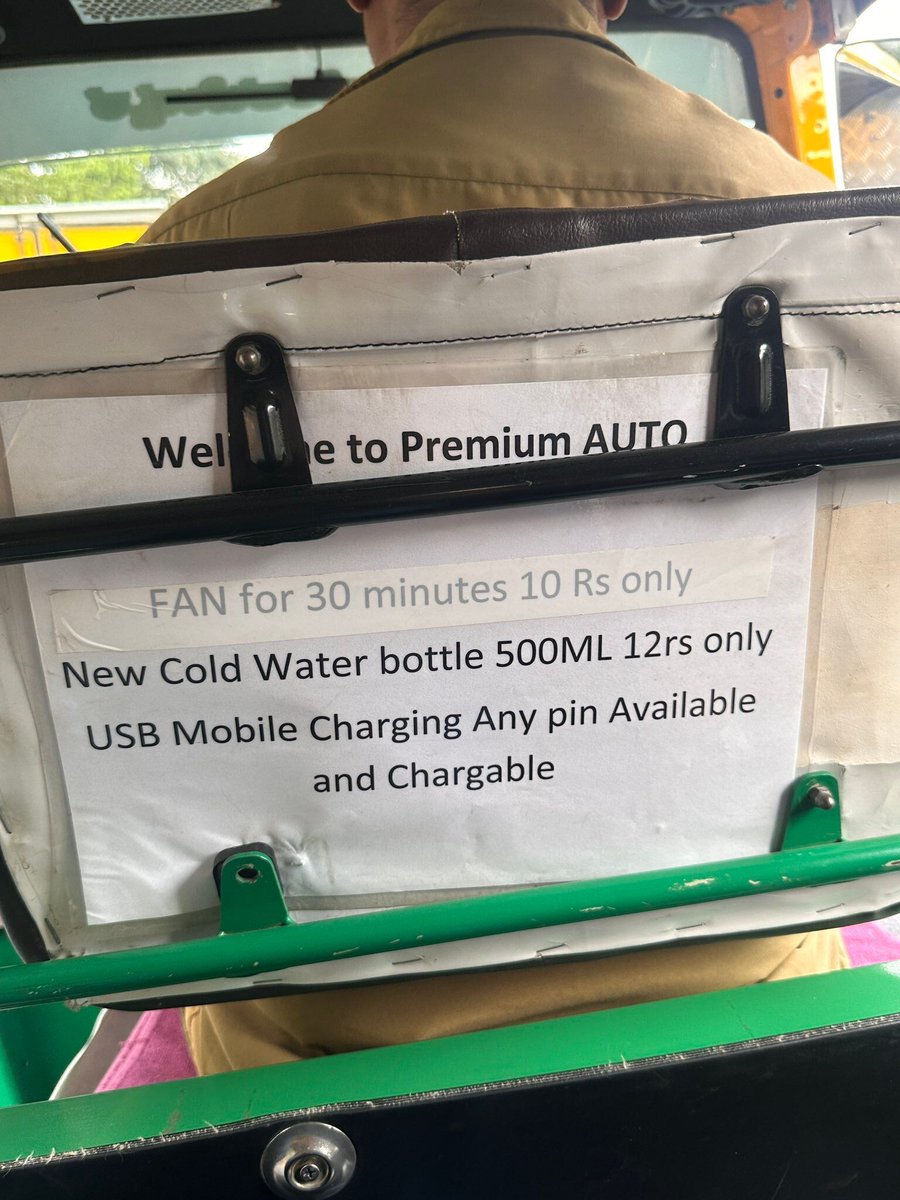 Welcome to Premium AUTO
FAN for 30 minutes 10 Rs only
New Cold Water bottle 500ML 12rs only
USB Mobile Charging Any pin Available
and Chargable